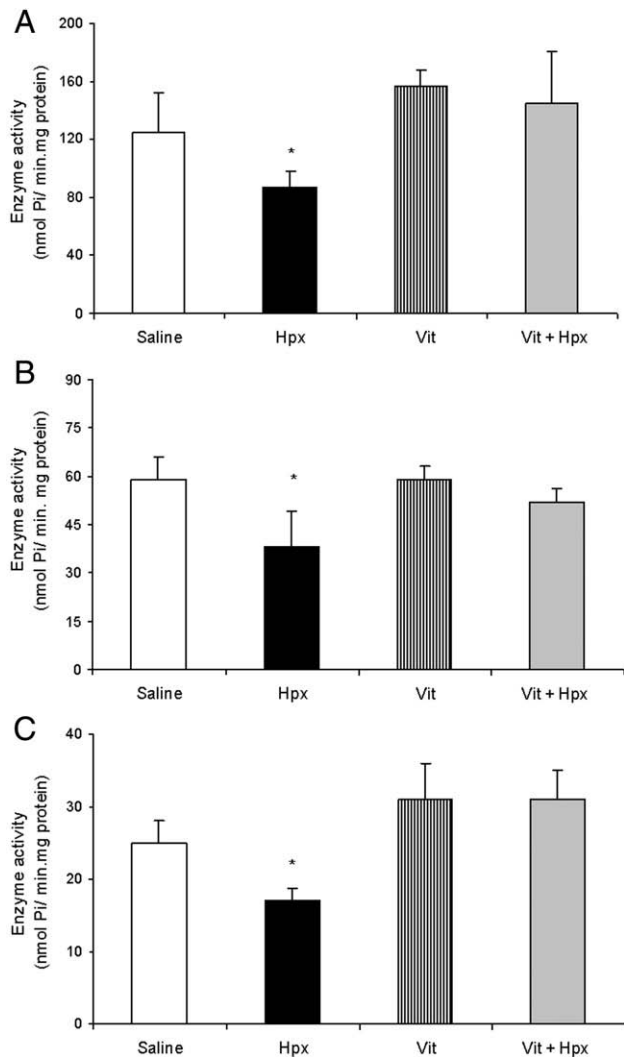 A
Enzyme activity
(nmol Pi/ min.mg protein)
200
160
120
80
40
0
*
Saline Hpx Vit Vit + Hpx
B
Enzyme activity
(nmol Pi/ min. mg protein)
90
75
60
45
30
15
0
*
Saline Hpx Vit Vit + Hpx
C
Enzyme activity
(nmol Pi/ min.mg protein)
40
30
20
10
0
*
Saline Hpx Vit Vit + Hpx